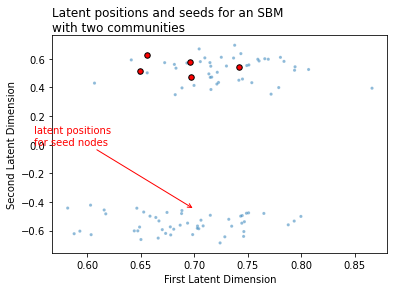 Latent positions and seeds for an SBM
with two communities
0.6
0.4
0.2
0.0
−0.2
−0.4
−0.6
Second Latent Dimension
latent positions
for seed nodes
0.60
0.65
0.70
0.75
0.80
0.85
First Latent Dimension